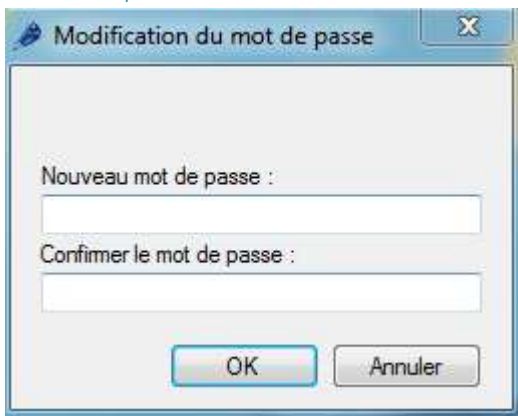 Modification du mot de passe
Nouveau mot de passe :
Confirmer le mot de passe :
OK Annuler